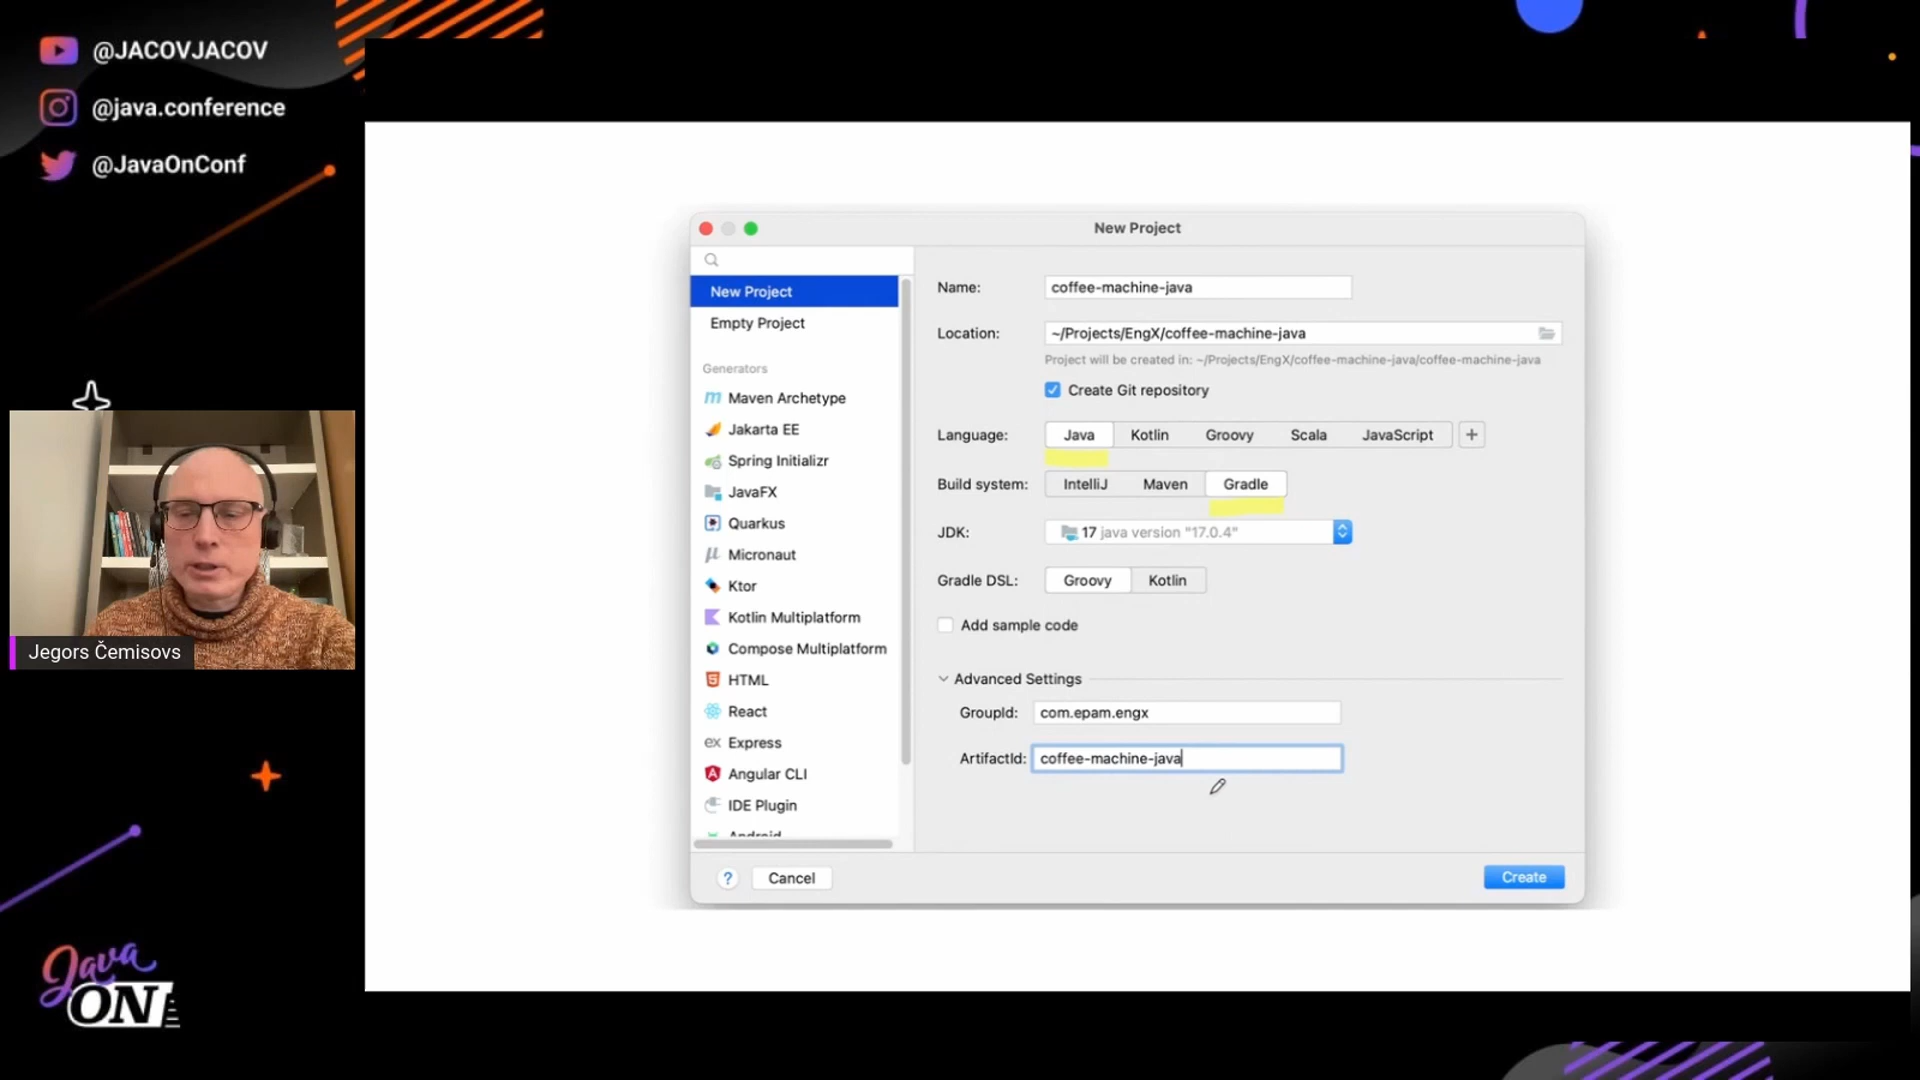 @JACOVJACOV
@java.conference
@JavaOnConf
Jegors Čemisovs
Java
ON
New Project
New Project
Empty Project
Generators
Maven Archetype
Jakarta EE
Spring Initializr
JavaFX
Quarkus
Micronaut
Ktor
Kotlin Multiplatform
Compose Multiplatform
HTML
React
ex Express
Angular CLI
IDE Plugin
Android
Name: coffee-machine-java
Location: ~/Projects/EngX/coffee-machine-java
Project will be created in: ~/Projects/EngX/coffee-machine-java/coffee-machine-java
Create Git repository
Language: Java Kotlin Groovy Scala JavaScript +
Build system: IntelliJ Maven Gradle
JDK: 17 java version "17.0.4"
Gradle DSL: Groovy Kotlin
Add sample code
Advanced Settings
GroupId: com.epam.engx
ArtifactId: coffee-machine-java
? Cancel Create